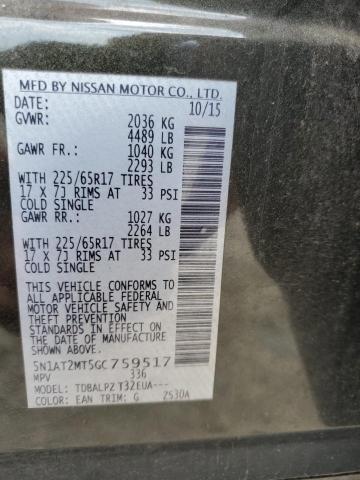 MFD BY NISSAN MOTOR CO., LTD.
DATE: 10/15
GVWR: 2036 KG
4489 LB
GAWR FR.: 1040 KG
2293 LB
WITH 225/65R17 TIRES
17 X 7J RIMS AT 33 PSI
COLD SINGLE
GAWR RR.: 1027 KG
2264 LB
WITH 225/65R17 TIRES
17 X 7J RIMS AT 33 PSI
COLD SINGLE
THIS VEHICLE CONFORMS TO
ALL APPLICABLE FEDERAL
MOTOR VEHICLE SAFETY AND
THEFT PREVENTION
STANDARDS IN EFFECT ON
THE DATE OF MANUFACTURE
SHOWN ABOVE.
5N1AT2MT5GC759517
MPV 336
MODEL: TDBALPZ T32EUA---
COLOR: EAN TRIM: G 2530A